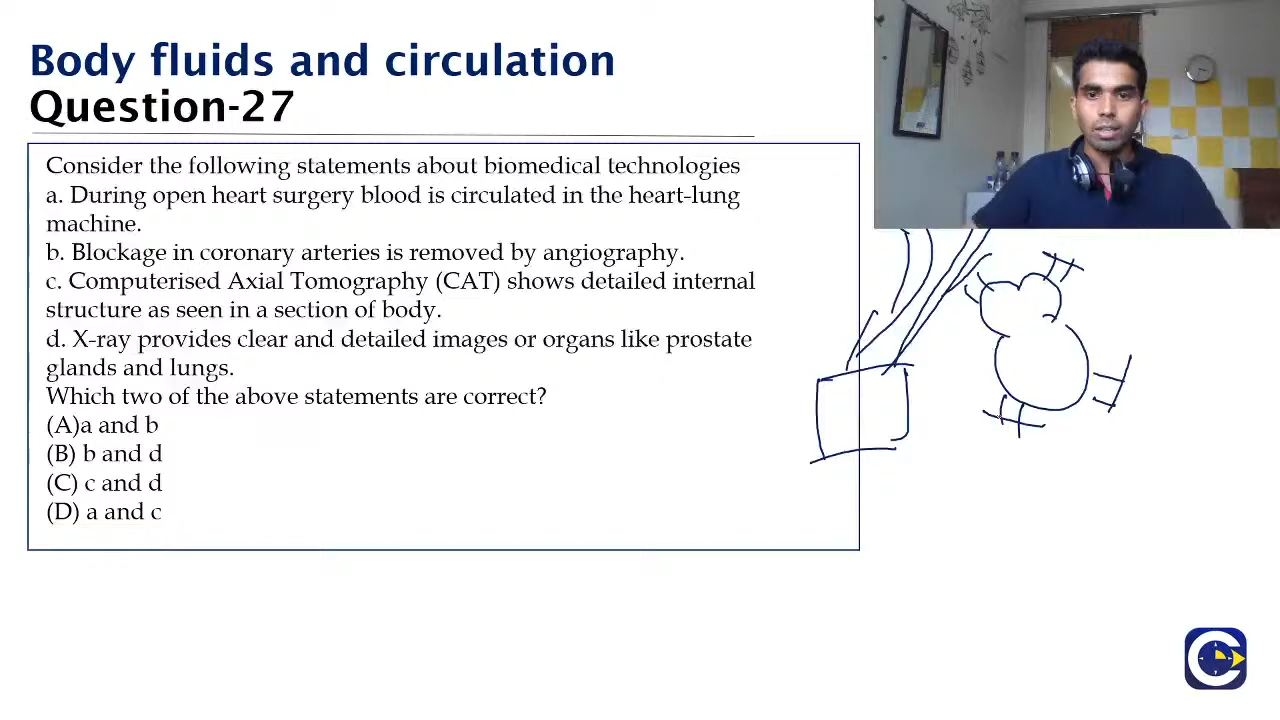 Body fluids and circulation
Question-27
Consider the following statements about biomedical technologies
a. During open heart surgery blood is circulated in the heart-lung
machine.
b. Blockage in coronary arteries is removed by angiography.
c. Computerised Axial Tomography (CAT) shows detailed internal
structure as seen in a section of body.
d. X-ray provides clear and detailed images or organs like prostate
glands and lungs.
Which two of the above statements are correct?
(A)a and b
(B) b and d
(C) c and d
(D) a and c